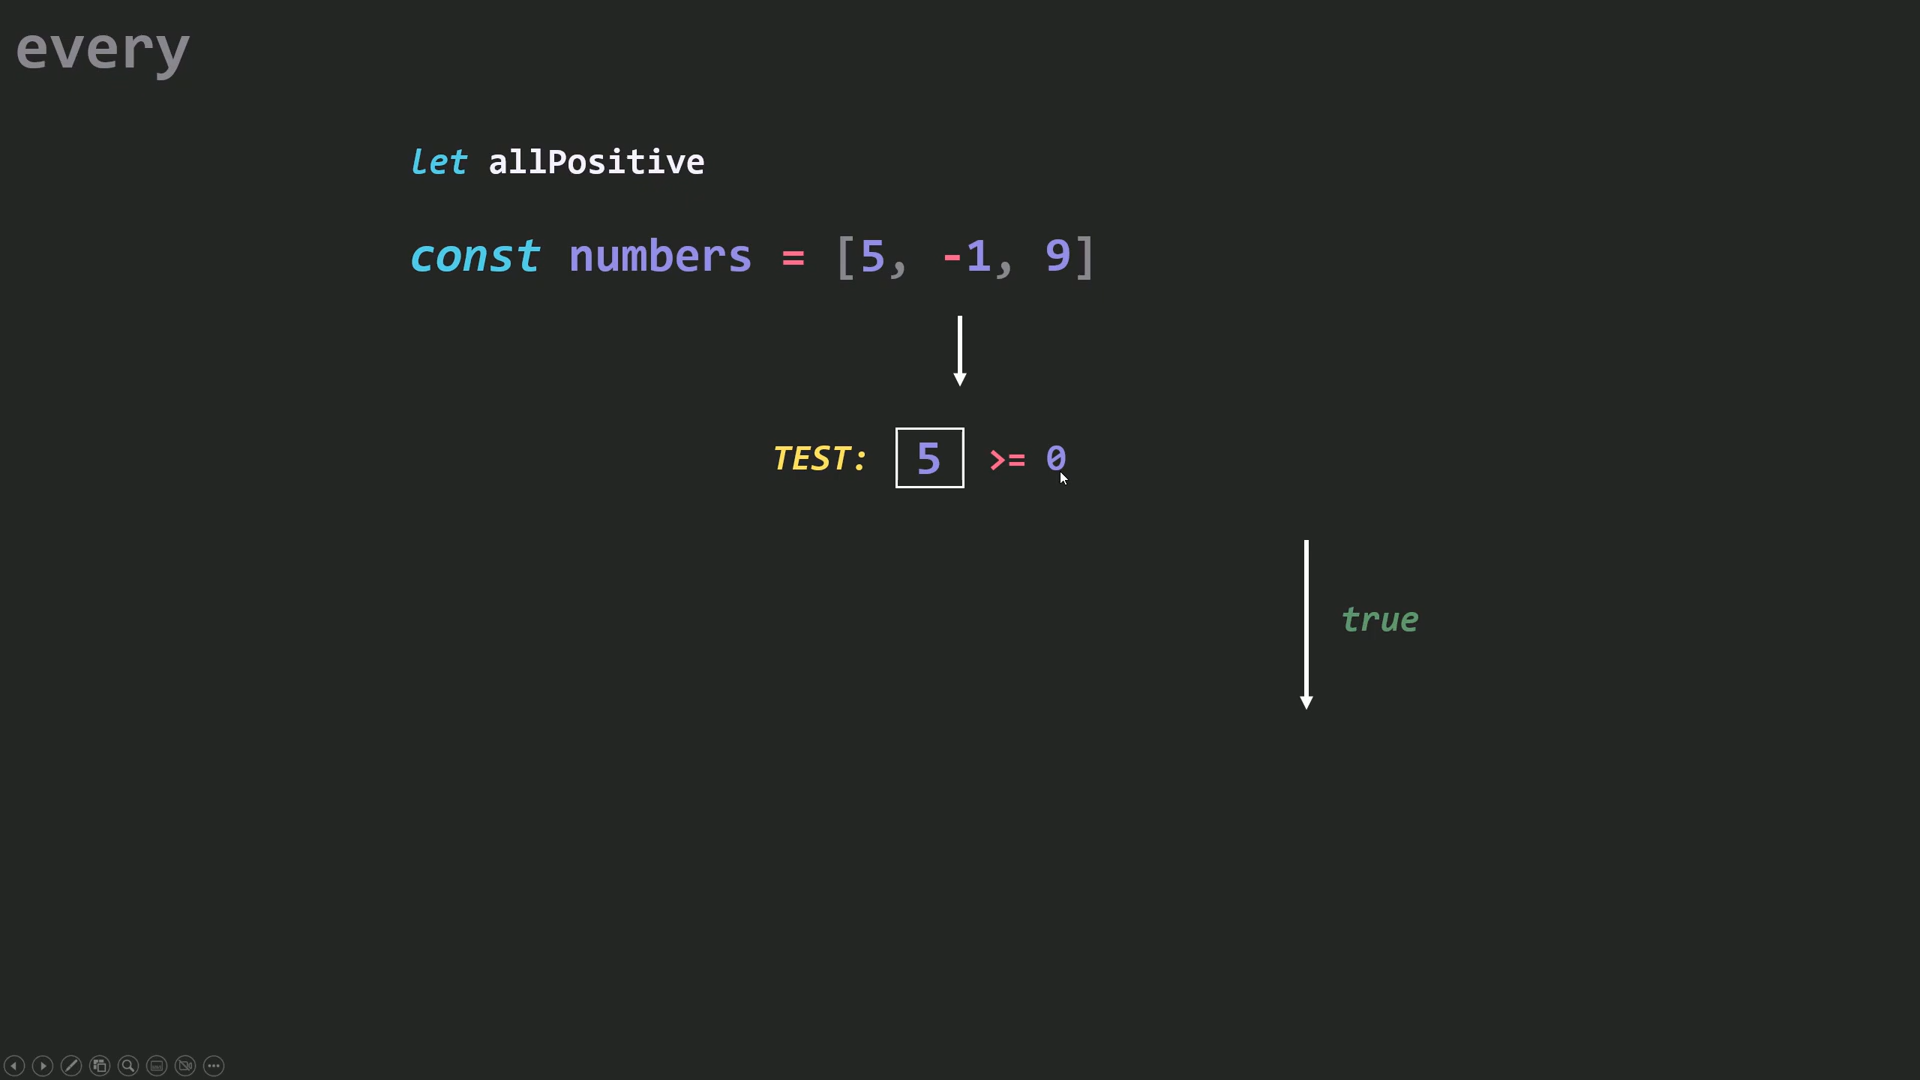 every
let allPositive
const numbers = [5, -1, 9]
TEST: 5 >= 0
true